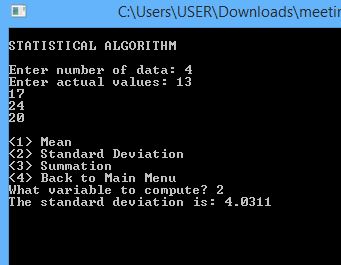 C:\Users\USER\Downloads\meetin
STATISTICAL ALGORITHM
Enter number of data: 4
Enter actual values: 13
17
24
20
<1> Mean
<2> Standard Deviation
<3> Summation
<4> Back to Main Menu
What variable to compute? 2
The standard deviation is: 4.0311